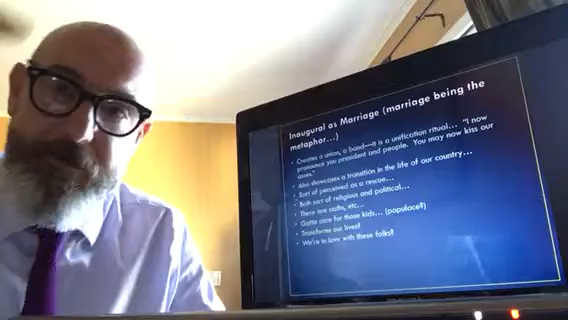 Inaugural as Marriage (marriage being the
metaphor...)
• Creates a union, a bond—it is a unification ritual... "I now
pronounce you president and people. You may now kiss our
asses."
• Also showcases a transition in the life of our country...
• Sort of perceived as a rescue...
• Both sort of religious and political...
• There are oaths, etc...
• Gotta care for those kids... (populace?)
• Transforms our lives?
• We're in love with these folks?